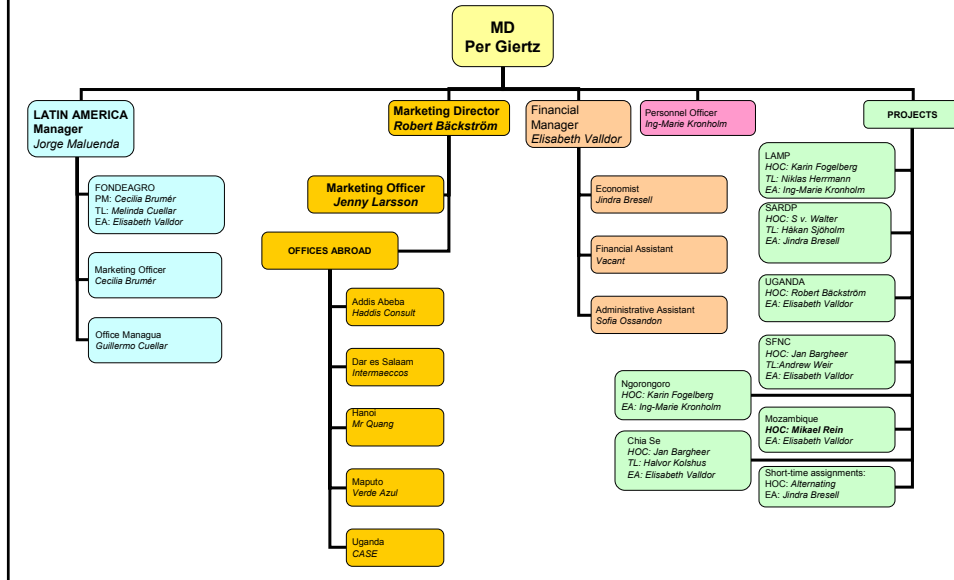 MD
Per Giertz
LATIN AMERICA
Manager
Jorge Maluenda
Marketing Director
Robert Bäckström
Financial
Manager
Elisabeth Valldor
Personnel Officer
Ing-Marie Kronholm
PROJECTS
FONDEAGRO
PM: Cecilia Brumér
TL: Melinda Cuellar
EA: Elisabeth Valldor
Marketing Officer
Cecilia Brumér
Office Managua
Guillermo Cuellar
Marketing Officer
Jenny Larsson
OFFICES ABROAD
Addis Abeba
Haddis Consult
Dar es Salaam
Intermaeccos
Hanoi
Mr Quang
Maputo
Verde Azul
Uganda
CASE
Economist
Jindra Bresell
Financial Assistant
Vacant
Administrative Assistant
Sofia Ossandon
LAMP
HOC: Karin Fogelberg
TL: Niklas Herrmann
EA: Ing-Marie Kronholm
SARDP
HOC: S v. Walter
TL: Håkan Sjöholm
EA: Jindra Bresell
UGANDA
HOC: Robert Bäckström
EA: Elisabeth Valldor
SFNC
HOC: Jan Bargheer
TL:Andrew Weir
EA: Elisabeth Valldor
Ngorongoro
HOC: Karin Fogelberg
EA: Ing-Marie Kronholm
Mozambique
HOC: Mikael Rein
EA: Elisabeth Valldor
Chia Se
HOC: Jan Bargheer
TL: Halvor Kolshus
EA: Elisabeth Valldor
Short-time assignments:
HOC: Alternating
EA: Jindra Bresell